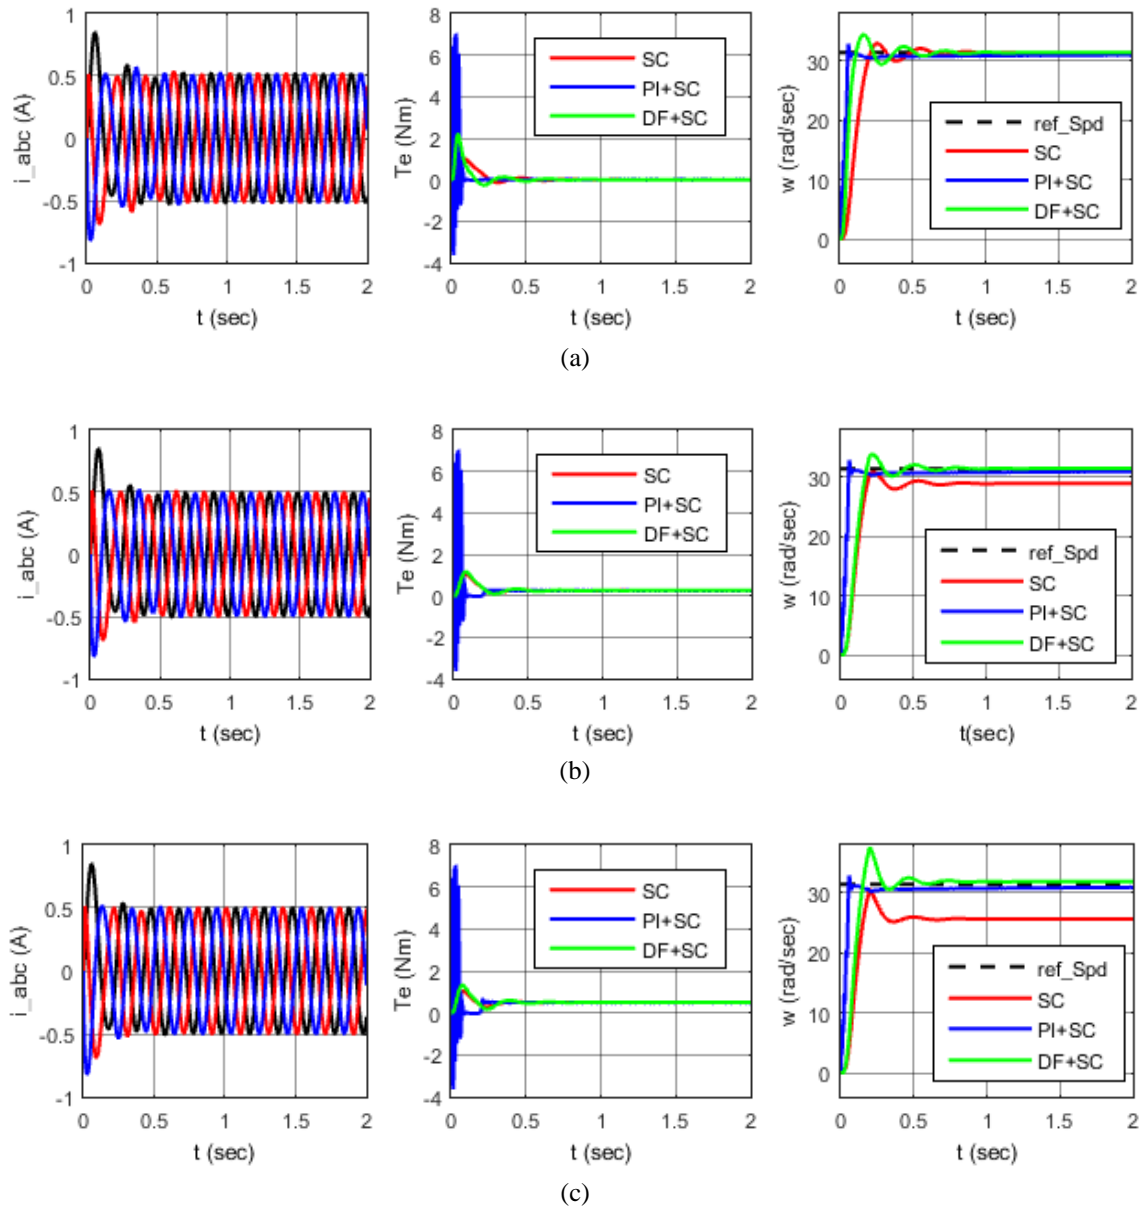 i_abc (A)
1
0.5
0
-0.5
-1
0 0.5 1 1.5 2
t (sec)
Te (Nm)
8
6
4
2
0
-2
-4
0 0.5 1 1.5 2
t (sec)
SC
PI+SC
DF+SC
w (rad/sec)
30
20
10
0
0 0.5 1 1.5 2
t (sec)
ref_Spd
SC
PI+SC
DF+SC
(a)
i_abc (A)
1
0.5
0
-0.5
-1
0 0.5 1 1.5 2
t (sec)
Te (Nm)
8
6
4
2
0
-2
-4
0 0.5 1 1.5 2
t (sec)
SC
PI+SC
DF+SC
w (rad/sec)
30
20
10
0
0 0.5 1 1.5 2
t(sec)
ref_Spd
SC
PI+SC
DF+SC
(b)
i_abc (A)
1
0.5
0
-0.5
-1
0 0.5 1 1.5 2
t (sec)
Te (Nm)
8
6
4
2
0
-2
-4
0 0.5 1 1.5 2
t (sec)
SC
PI+SC
DF+SC
w (rad/sec)
30
20
10
0
0 0.5 1 1.5 2
t (sec)
ref_Spd
SC
PI+SC
DF+SC
(c)